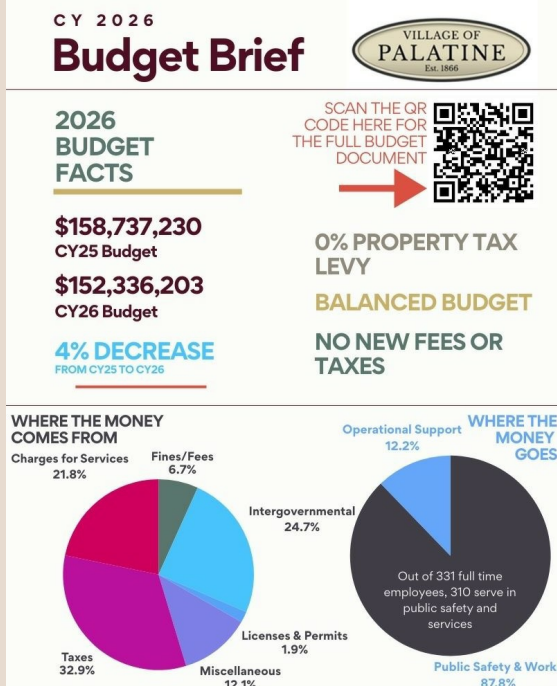 CY 2026
Budget Brief
VILLAGE OF
PALATINE
Est. 1866
2026
BUDGET
FACTS
SCAN THE QR
CODE HERE FOR
THE FULL BUDGET
DOCUMENT
$158,737,230
CY25 Budget
$152,336,203
CY26 Budget
4% DECREASE
FROM CY25 TO CY26
0% PROPERTY TAX
LEVY
BALANCED BUDGET
NO NEW FEES OR
TAXES
WHERE THE MONEY
COMES FROM
Charges for Services
21.8%
Fines/Fees
6.7%
Intergovernmental
24.7%
Licenses & Permits
1.9%
Miscellaneous
12.1%
Taxes
32.9%
WHERE THE
MONEY
GOES
Operational Support
12.2%
Out of 331 full time
employees, 310 serve in
public safety and
services
Public Safety & Work
87.8%